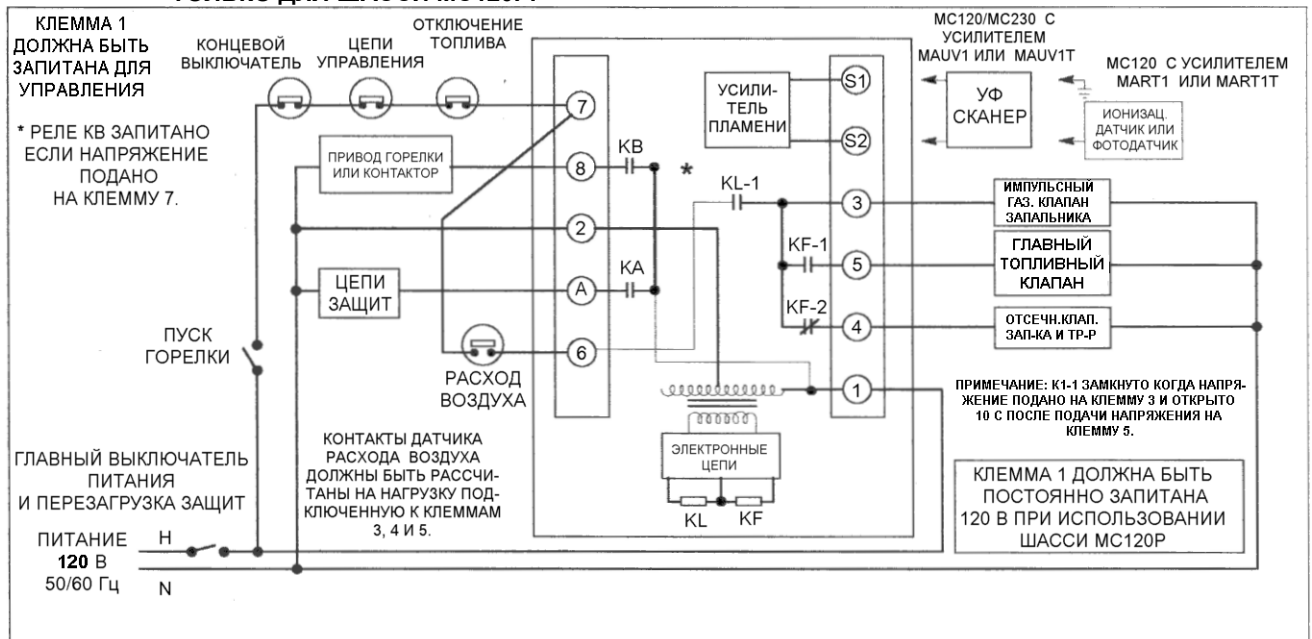 КЛЕММА 1
ДОЛЖНА БЫТЬ
ЗАПИТАНА ДЛЯ
УПРАВЛЕНИЯ
* РЕЛЕ КВ ЗАПИТАНО
ЕСЛИ НАПРЯЖЕНИЕ
ПОДАНО
НА КЛЕММУ 7.
КОНЦЕВОЙ
ВЫКЛЮЧАТЕЛЬ
ЦЕПИ
УПРАВЛЕНИЯ
ОТКЛЮЧЕНИЕ
ТОПЛИВА
ПРИВОД ГОРЕЛКИ
ИЛИ КОНТАКТОР
ЦЕПИ
ЗАЩИТ
ПУСК
ГОРЕЛКИ
РАСХОД
ВОЗДУХА
7
8
2
A
6
KB
*
KA
KL-1
KF-1
KF-2
УСИЛИ-
ТЕЛЬ
ПЛАМЕНИ
S1
S2
3
5
4
1
ЭЛЕКТРОННЫЕ
ЦЕПИ
KL
KF
МС120/МС230 С
УСИЛИТЕЛЕМ
MAUV1 ИЛИ MAUV1T
УФ
СКАНЕР
МС120 С УСИЛИТЕЛЕМ
MART1 ИЛИ MART1T
ИОНИЗАЦ.
ДАТЧИК ИЛИ
ФОТОДАТЧИК
ИМПУЛЬСНЫЙ
ГАЗ. КЛАПАН
ЗАПАЛЬНИКА
ГЛАВНЫЙ
ТОПЛИВНЫЙ
КЛАПАН
ОТСЕЧН.КЛАП.
ЗАП-КА И ТР-Р
ПРИМЕЧАНИЕ: К1-1 ЗАМКНУТО КОГДА НАПРЯ-
ЖЕНИЕ ПОДАНО НА КЛЕММУ 3 И ОТКРЫТО
10 С ПОСЛЕ ПОДАЧИ НАПРЯЖЕНИЯ НА
КЛЕММУ 5.
КЛЕММА 1 ДОЛЖНА БЫТЬ
ПОСТОЯННО ЗАПИТАНА
120 В ПРИ ИСПОЛЬЗОВАНИИ
ШАССИ МС120Р
КОНТАКТЫ ДАТЧИКА
РАСХОДА ВОЗДУХА
ДОЛЖНЫ БЫТЬ РАССЧИ-
ТАНЫ НА НАГРУЗКУ ПОД-
КЛЮЧЕННУЮ К КЛЕММАМ
3, 4 И 5.
ГЛАВНЫЙ ВЫКЛЮЧАТЕЛЬ
ПИТАНИЯ
И ПЕРЕЗАГРУЗКА ЗАЩИТ
ПИТАНИЕ
120 В
50/60 Гц
H
N